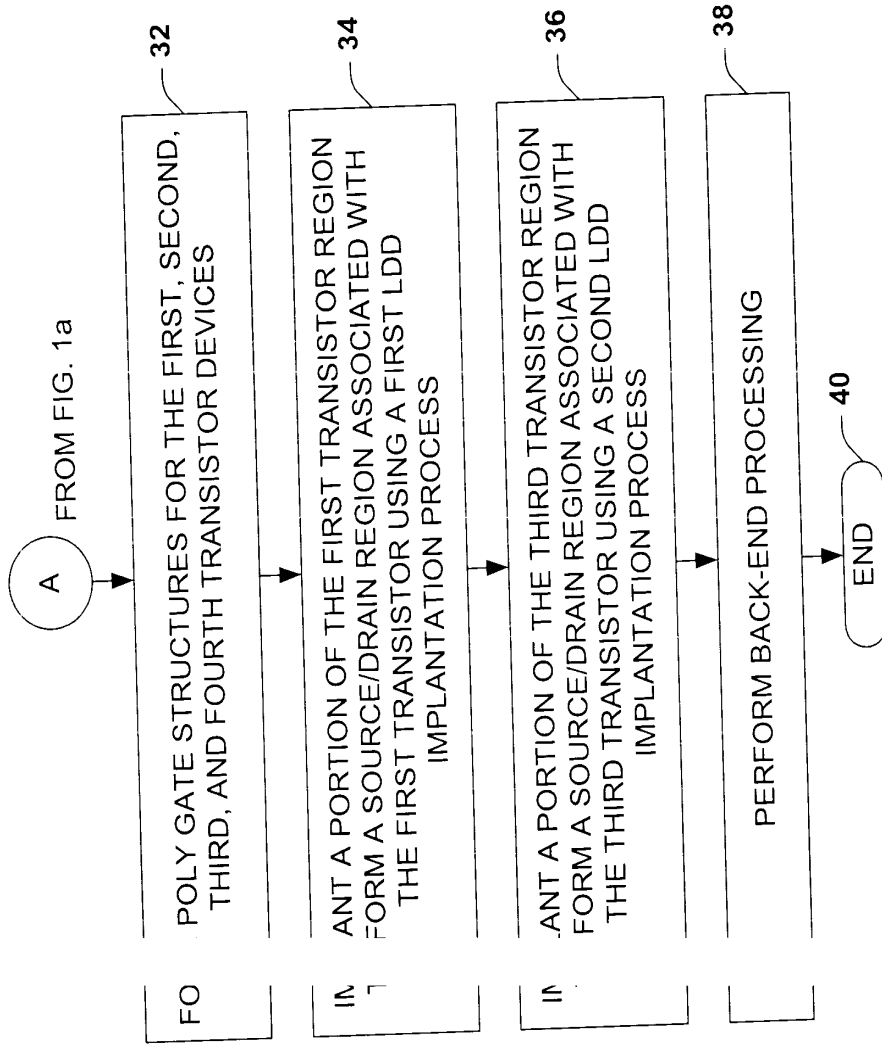 A
FROM FIG. 1a
FO POLY GATE STRUCTURES FOR THE FIRST, SECOND,
THIRD, AND FOURTH TRANSISTOR DEVICES
32
ANT A PORTION OF THE FIRST TRANSISTOR REGION
FORM A SOURCE/DRAIN REGION ASSOCIATED WITH
THE FIRST TRANSISTOR USING A FIRST LDD
IMPLANTATION PROCESS
34
ANT A PORTION OF THE THIRD TRANSISTOR REGION
FORM A SOURCE/DRAIN REGION ASSOCIATED WITH
THE THIRD TRANSISTOR USING A SECOND LDD
IMPLANTATION PROCESS
36
PERFORM BACK-END PROCESSING
38
END
40